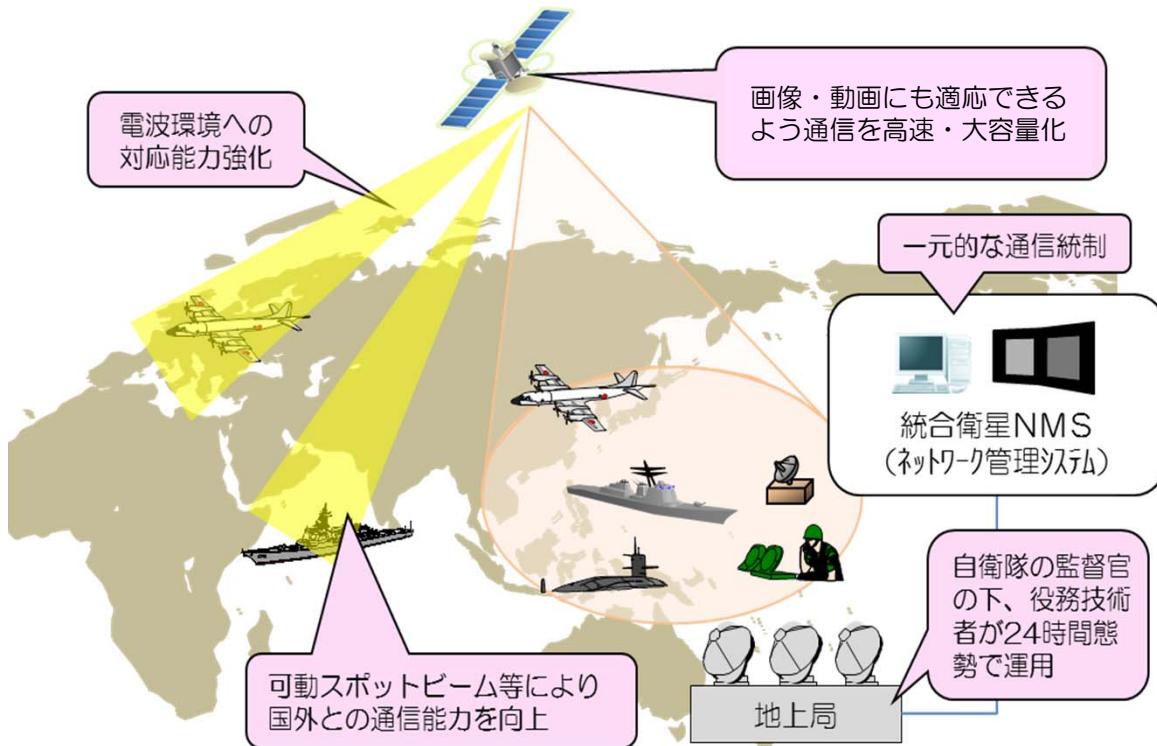 画像・動画にも適応できる
よう通信を高速・大容量化
電波環境への
対応能力強化
一元的な通信統制
統合衛星NMS
(ネットワーク管理システム)
自衛隊の監督官
の下、役務技術
者が24時間態
勢で運用
可動スポットビーム等により
国外との通信能力を向上
地上局